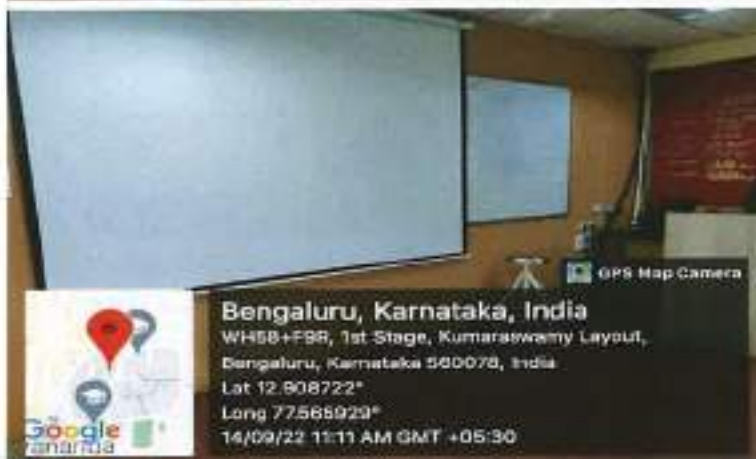 GPS Map Camera
Bengaluru, Karnataka, India
WH58+F9R, 1st Stage, Kumaraswamy Layout,
Bengaluru, Karnataka 560078, India
Lat 12.908722°
Long 77.565929°
14/09/22 11:11 AM GMT +05:30
Google